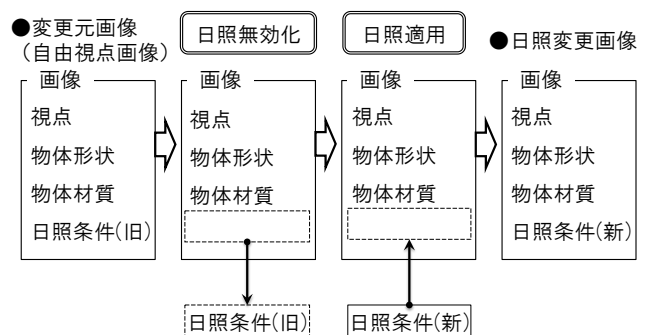 ●変更元画像
（自由視点画像）
日照無効化
日照適用
●日照変更画像
画像
視点
物体形状
物体材質
日照条件(旧)
画像
視点
物体形状
物体材質
日照条件(旧)
画像
視点
物体形状
物体材質
日照条件(新)
画像
視点
物体形状
物体材質
日照条件(新)